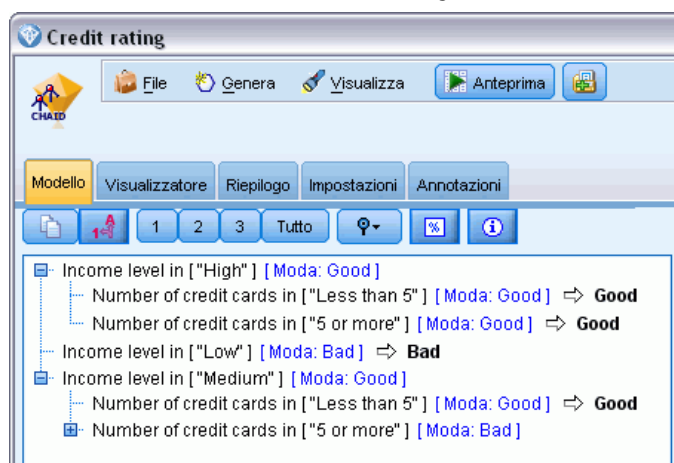 Credit rating
File Genera Visualizza Anteprima
CHAID
Modello Visualizzatore Riepilogo Impostazioni Annotazioni
A 1 1 2 3 Tutto % i
Income level in ["High"] [Moda: Good]
Number of credit cards in ["Less than 5"] [Moda: Good] ⇨ Good
Number of credit cards in ["5 or more"] [Moda: Good] ⇨ Good
Income level in ["Low"] [Moda: Bad] ⇨ Bad
Income level in ["Medium"] [Moda: Good]
Number of credit cards in ["Less than 5"] [Moda: Good] ⇨ Good
Number of credit cards in ["5 or more"] [Moda: Bad]